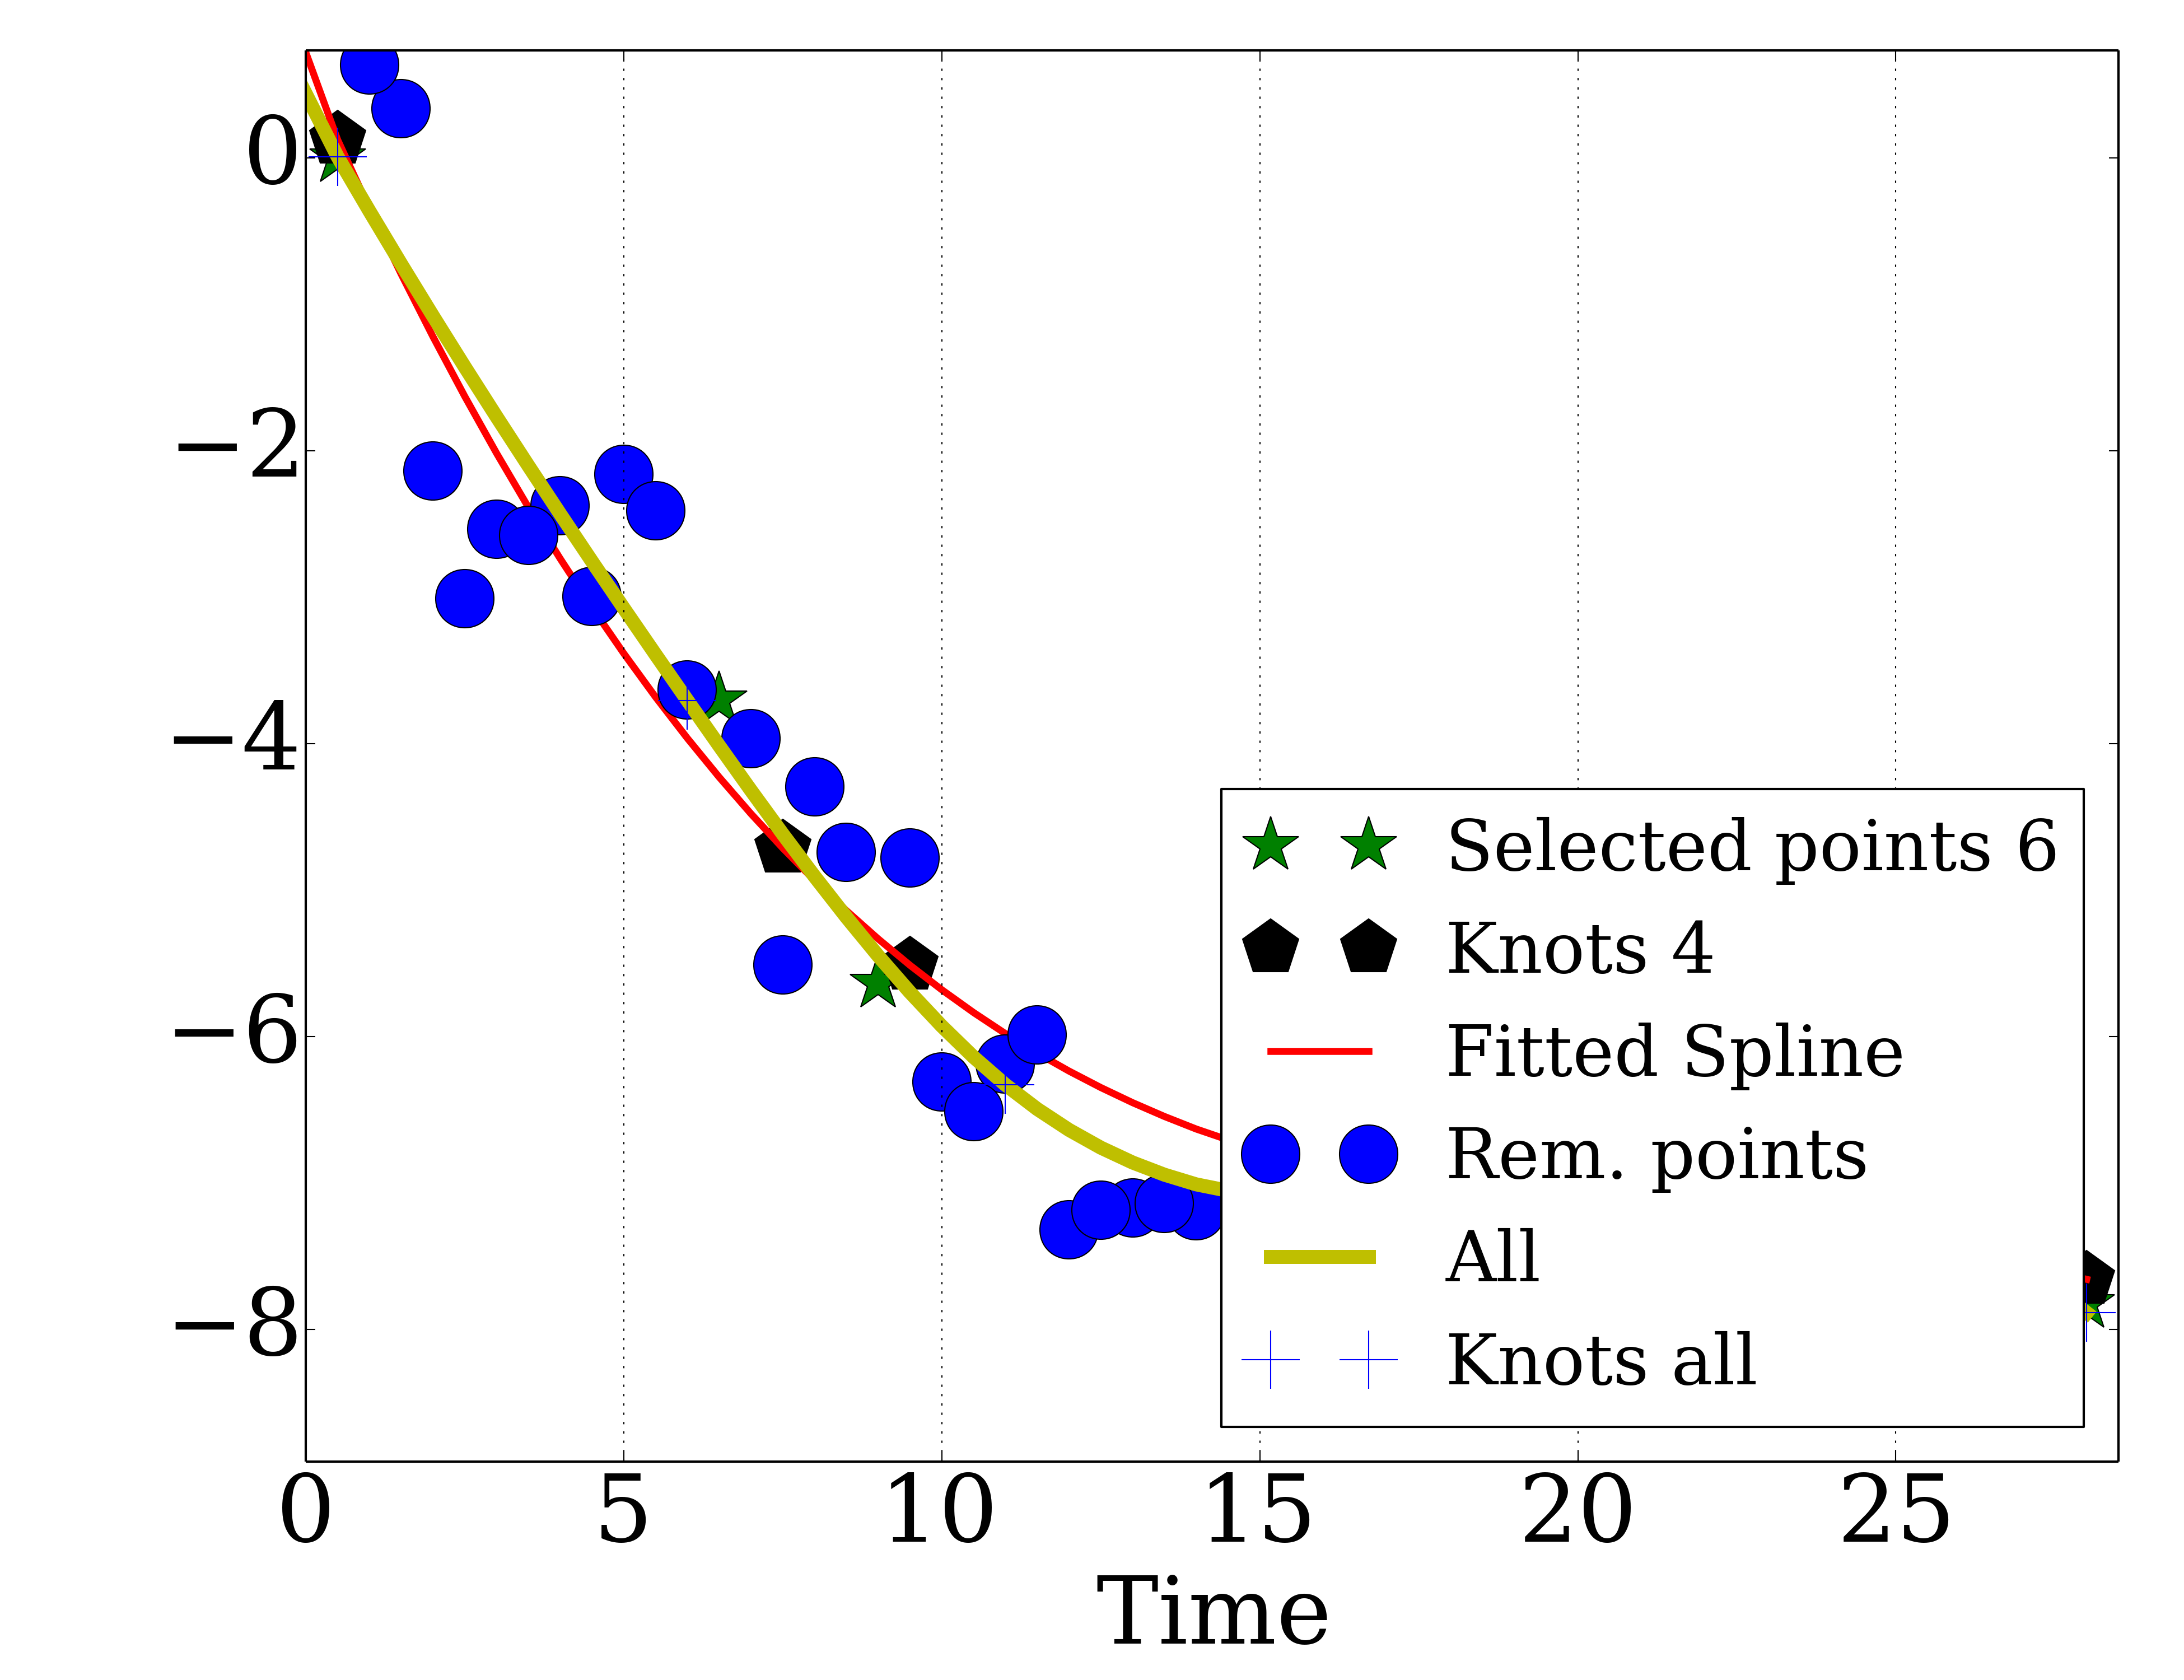 0
−2
−4
−6
−8
Selected points 6
Knots 4
Fitted Spline
Rem. points
All
Knots all
0 5 10 15 20 25
Time